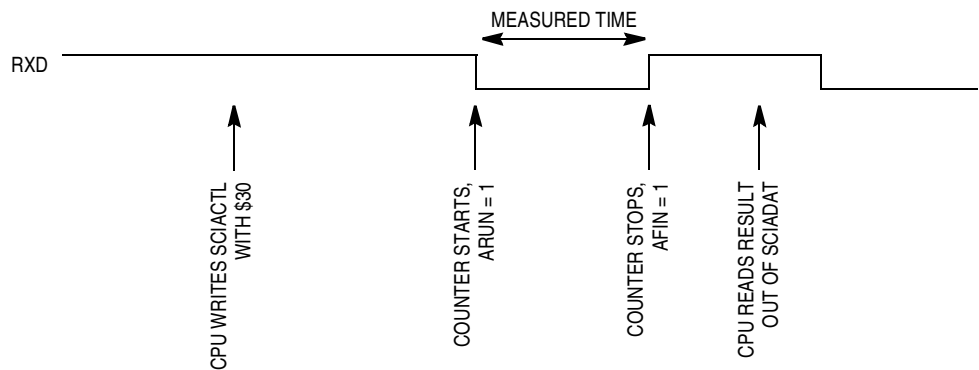 MEASURED TIME
RXD
CPU WRITES SCIACTL
WITH $30
COUNTER STARTS,
ARUN = 1
COUNTER STOPS,
AFIN = 1
CPU READS RESULT
OUT OF SCIADAT